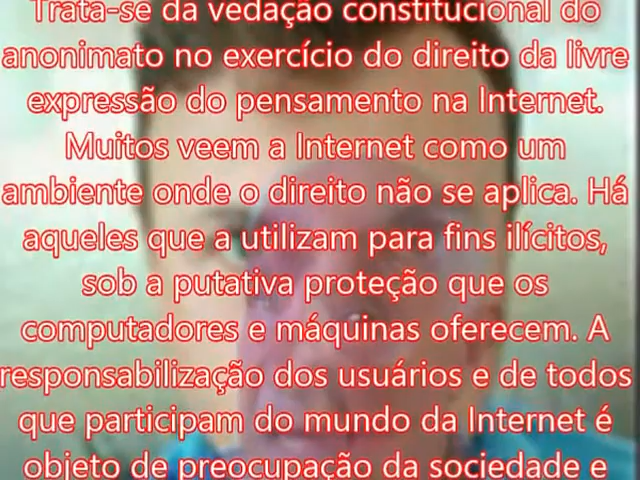 Trata-se da vedação constitucional do
anonimato no exercício do direito da livre
expressão do pensamento na Internet.
Muitos veem a Internet como um
ambiente onde o direito não se aplica. Há
aqueles que a utilizam para fins ilícitos,
sob a putativa proteção que os
computadores e máquinas oferecem. A
responsabilização dos usuários e de todos
que participam do mundo da Internet é
objeto de preocupação da sociedade e